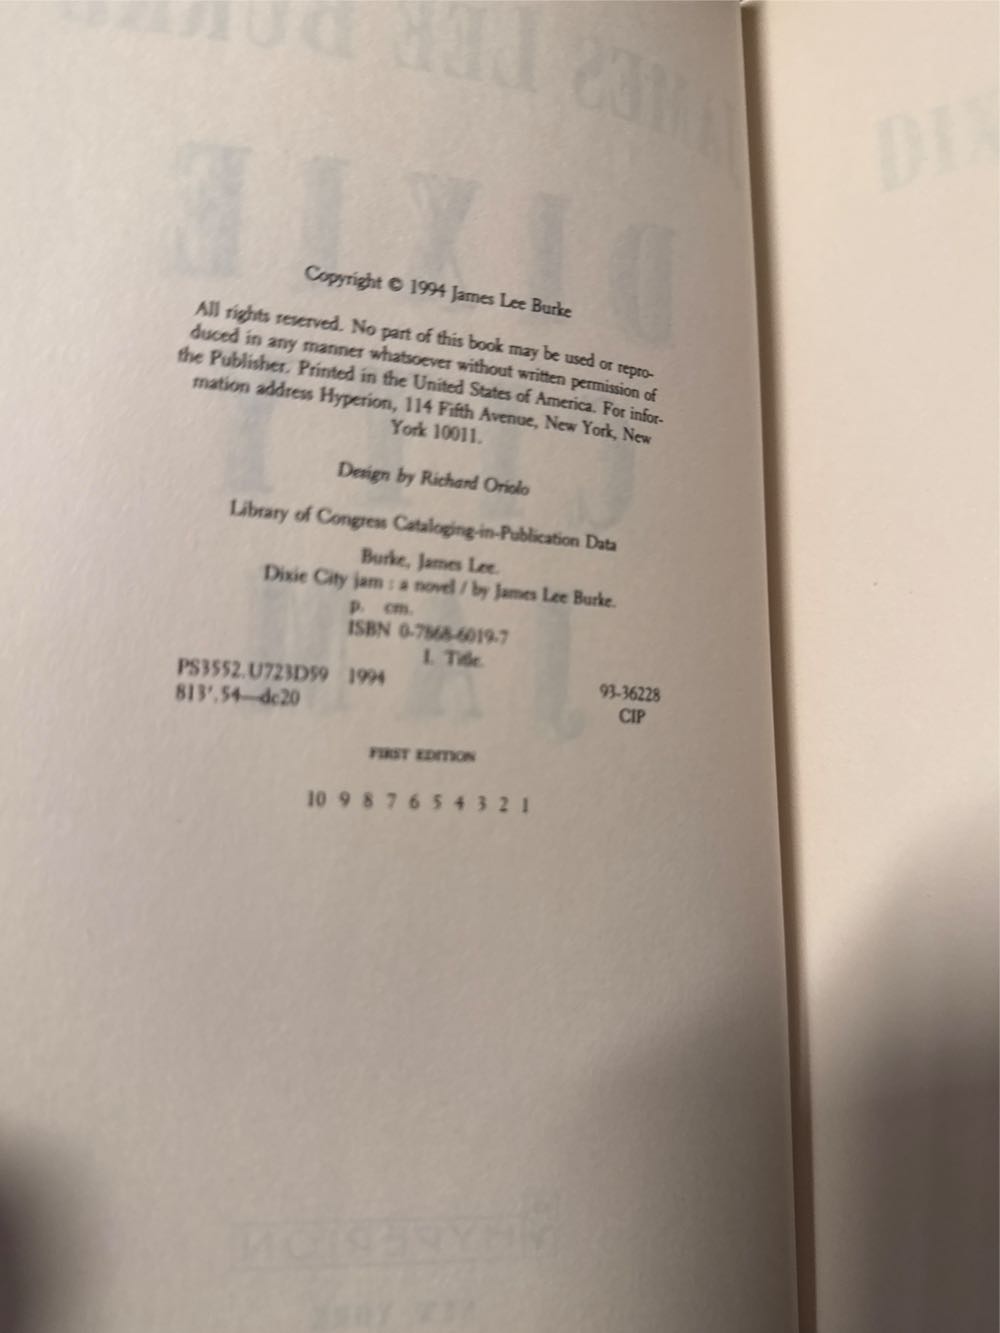 Copyright © 1994 James Lee Burke
All rights reserved. No part of this book may be used or repro-
duced in any manner whatsoever without written permission of
the Publisher. Printed in the United States of America. For infor-
mation address Hyperion, 114 Fifth Avenue, New York, New
York 10011.
Design by Richard Oriolo
Library of Congress Cataloging-in-Publication Data
Burke, James Lee.
Dixie City jam : a novel / by James Lee Burke.
p. cm.
ISBN 0-7868-6019-7
I. Title.
PS3552.U723D59 1994
93-36228
813'.54—dc20
CIP
FIRST EDITION
10 9 8 7 6 5 4 3 2 1